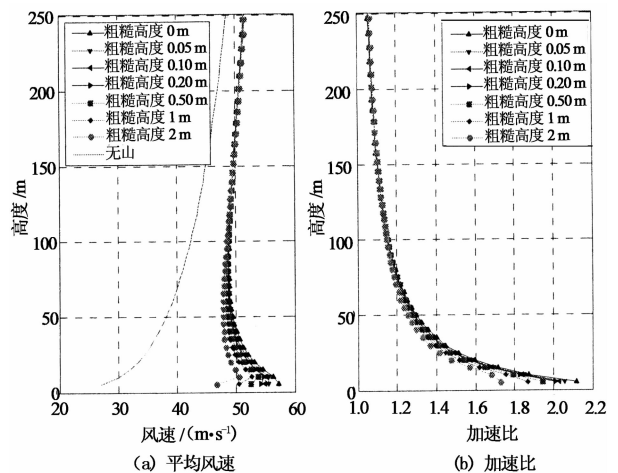 250
200
150
100
50
0
高度/m
粗糙高度 0 m
粗糙高度 0.05 m
粗糙高度 0.10 m
粗糙高度 0.20 m
粗糙高度 0.50 m
粗糙高度 1 m
粗糙高度 2 m
无山
20 30 40 50 60 70
风速/(m·s⁻¹)
(a) 平均风速
250
200
150
100
50
0
高度/m
粗糙高度 0 m
粗糙高度 0.05 m
粗糙高度 0.10 m
粗糙高度 0.20 m
粗糙高度 0.50 m
粗糙高度 1 m
粗糙高度 2 m
1.0 1.2 1.4 1.6 1.8 2.0 2.2
加速比
(b) 加速比